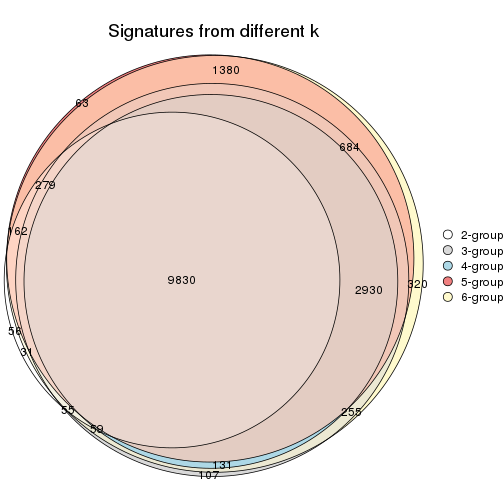 Signatures from different k
1380
63
684
279
162
9830
2930
320
56
31
55
59
255
131
107
2-group
3-group
4-group
5-group
6-group